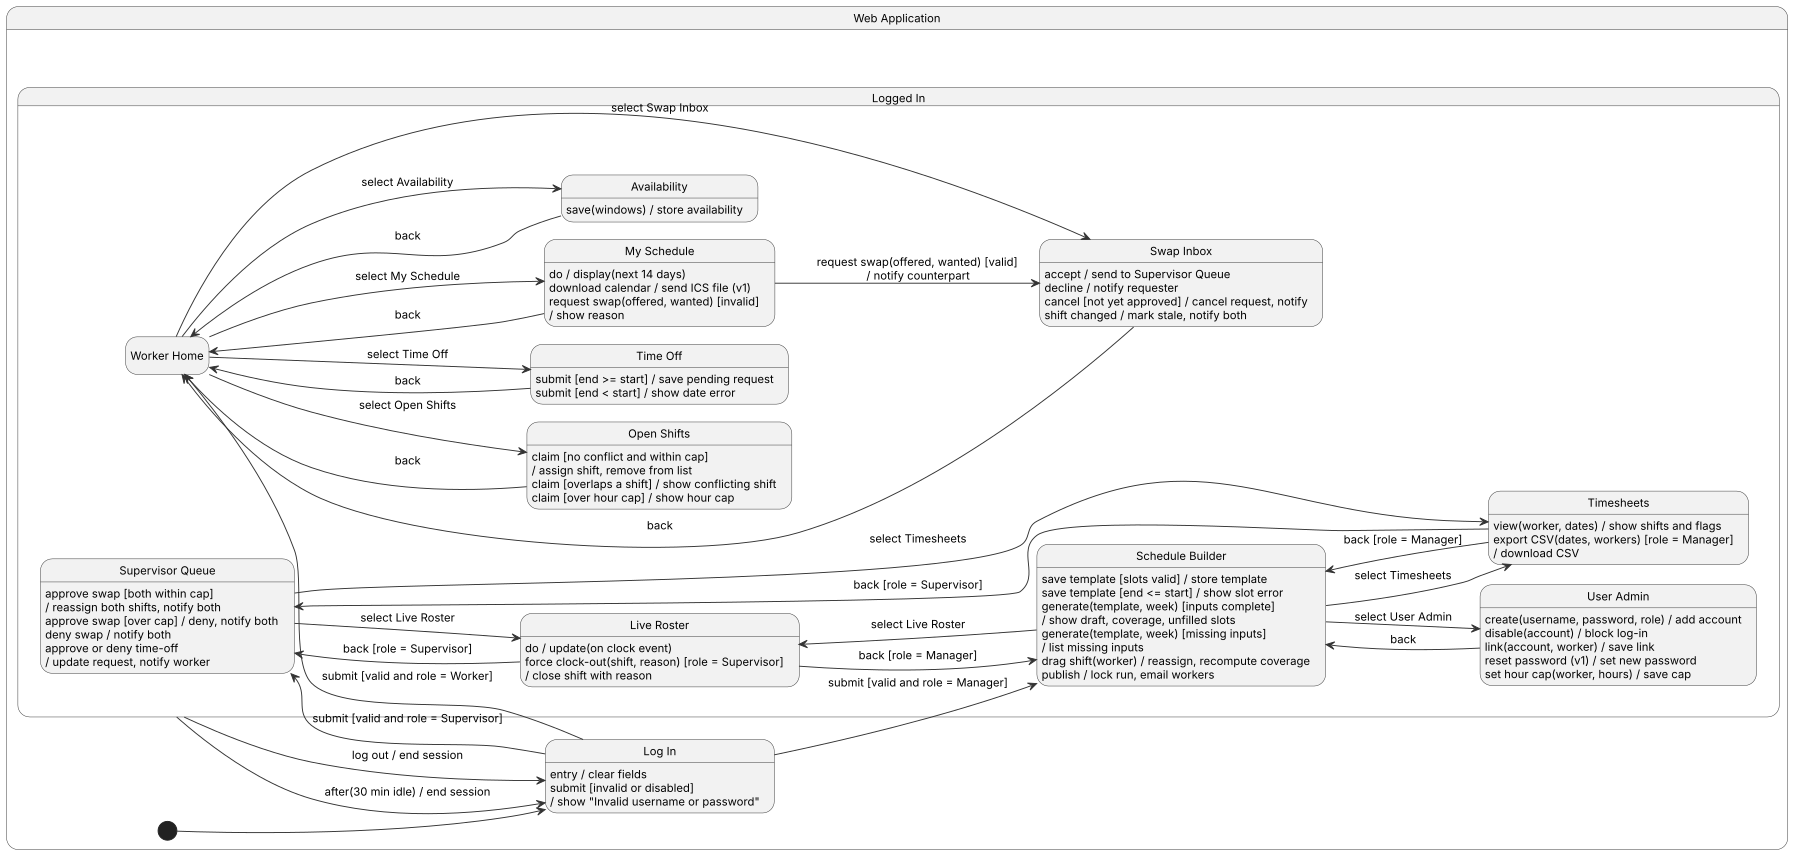 Web Application
Logged In
select Swap Inbox
select Availability
Availability
save(windows) / store availability
back
My Schedule
do / display(next 14 days)
download calendar / send ICS file (v1)
request swap(offered, wanted) [invalid]
/ show reason
select My Schedule
back
request swap(offered, wanted) [valid]
/ notify counterpart
Swap Inbox
accept / send to Supervisor Queue
decline / notify requester
cancel [not yet approved] / cancel request, notify
shift changed / mark stale, notify both
Worker Home
select Time Off
back
Time Off
submit [end >= start] / save pending request
submit [end < start] / show date error
select Open Shifts
back
Open Shifts
claim [no conflict and within cap]
/ assign shift, remove from list
claim [overlaps a shift] / show conflicting shift
claim [over hour cap] / show hour cap
back
select Timesheets
Timesheets
view(worker, dates) / show shifts and flags
export CSV(dates, workers) [role = Manager]
/ download CSV
back [role = Manager]
select Timesheets
back [role = Supervisor]
Supervisor Queue
approve swap [both within cap]
/ reassign both shifts, notify both
approve swap [over cap] / deny, notify both
deny swap / notify both
approve or deny time-off
/ update request, notify worker
select Live Roster
back [role = Supervisor]
Live Roster
do / update(on clock event)
force clock-out(shift, reason) [role = Supervisor]
/ close shift with reason
select Live Roster
back [role = Manager]
Schedule Builder
save template [slots valid] / store template
save template [end <= start] / show slot error
generate(template, week) [inputs complete]
/ show draft, coverage, unfilled slots
generate(template, week) [missing inputs]
/ list missing inputs
drag shift(worker) / reassign, recompute coverage
publish / lock run, email workers
select User Admin
back
User Admin
create(username, password, role) / add account
disable(account) / block log-in
link(account, worker) / save link
reset password (v1) / set new password
set hour cap(worker, hours) / save cap
submit [valid and role = Worker]
submit [valid and role = Manager]
submit [valid and role = Supervisor]
log out / end session
after(30 min idle) / end session
Log In
entry / clear fields
submit [invalid or disabled]
/ show "Invalid username or password"